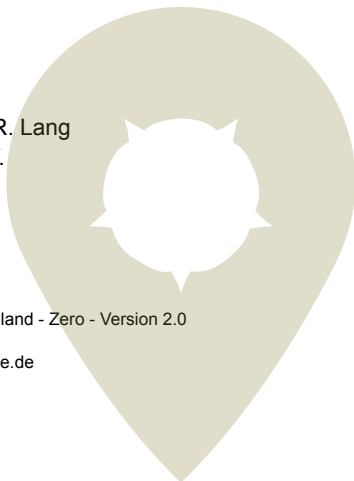 R. Lang
land - Zero - Version 2.0
e.de